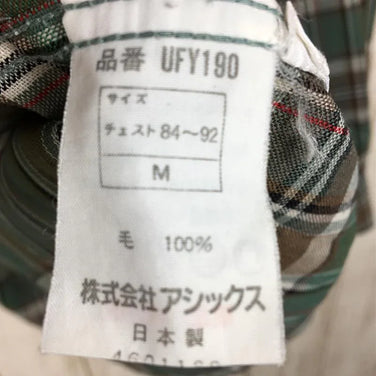 品番 UFY190
サイズ
チェスト 84〜92
M
毛 100%
株式会社 アシックス
日本製